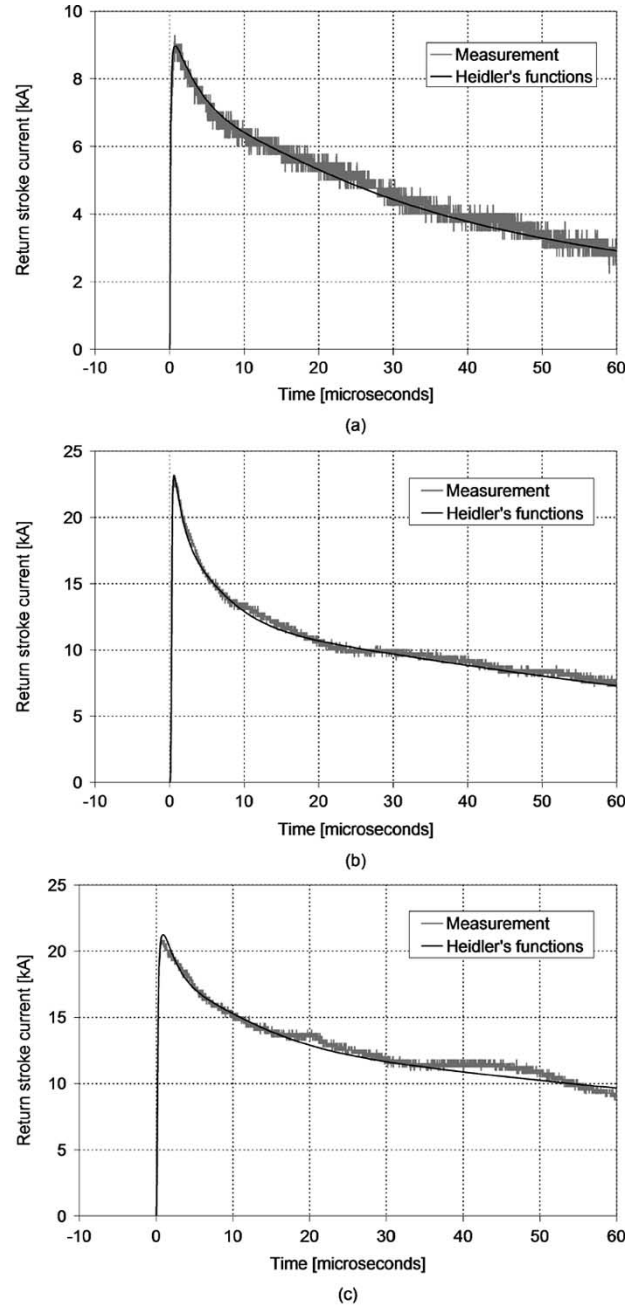 10
8
6
4
2
0
Return stroke current [kA]
Measurement
Heidler's functions
-10 0 10 20 30 40 50 60
Time [microseconds]
(a)
25
20
15
10
5
0
Return stroke current [kA]
Measurement
Heidler's functions
-10 0 10 20 30 40 50 60
Time [microseconds]
(b)
25
20
15
10
5
0
Return stroke current [kA]
Measurement
Heidler's functions
-10 0 10 20 30 40 50 60
Time [microseconds]
(c)